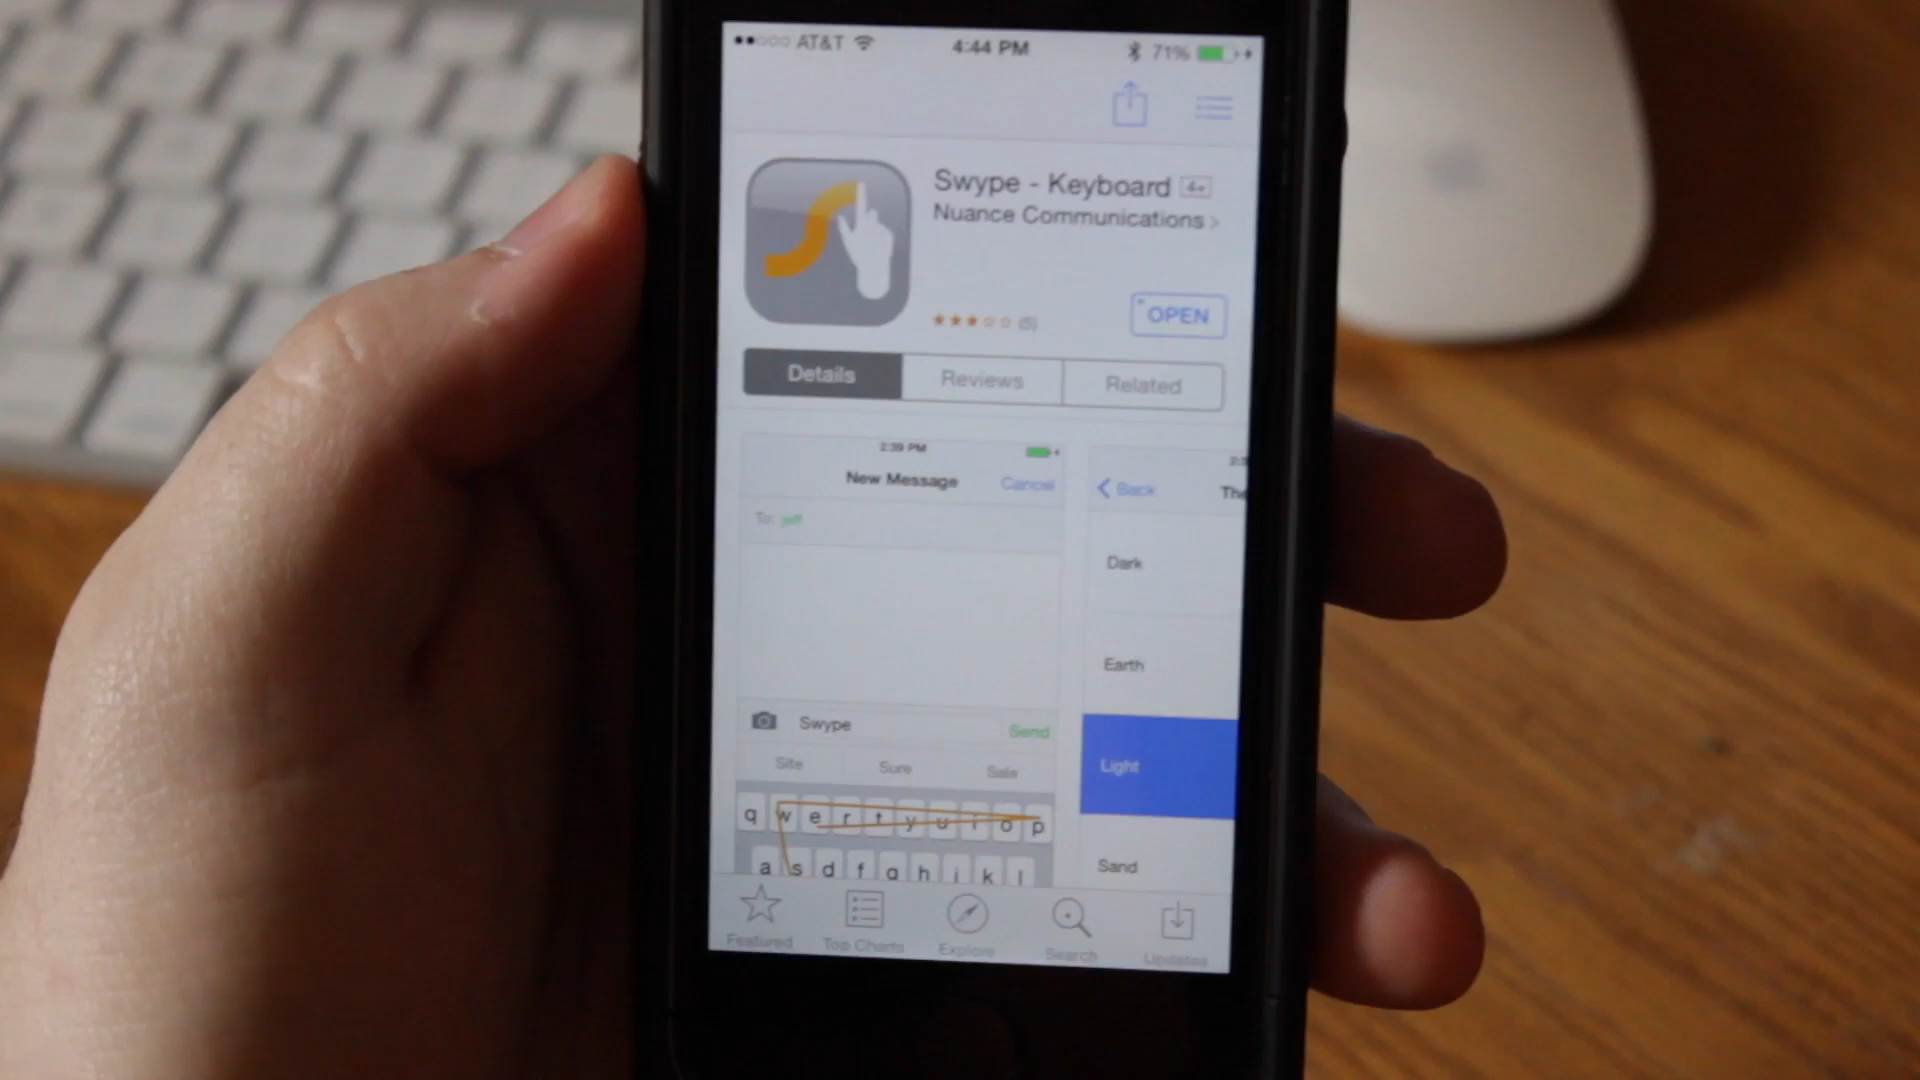 AT&T 4:44 PM 71%
Swype - Keyboard 4+
Nuance Communications >
(5)
OPEN
Details Reviews Related
2:39 PM
New Message Cancel
To: jeff
Swype Send
Site Sure Sale
q w e r t y u i o p
a s d f g h j k l
Back
Dark
Earth
Light
Sand
Featured Top Charts Explore Search Updates